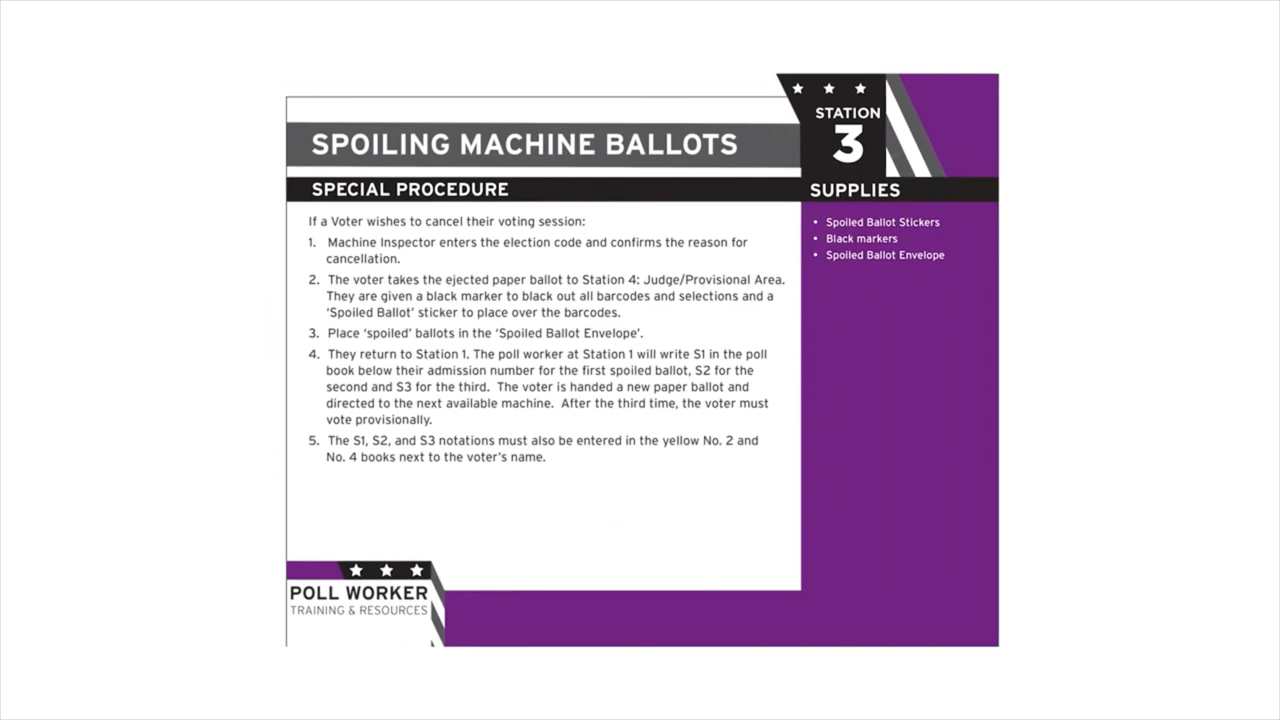 STATION
3
SPOILING MACHINE BALLOTS
SPECIAL PROCEDURE
SUPPLIES
If a Voter wishes to cancel their voting session:
1. Machine Inspector enters the election code and confirms the reason for
cancellation.
2. The voter takes the ejected paper ballot to Station 4: Judge/Provisional Area.
They are given a black marker to black out all barcodes and selections and a
‘Spoiled Ballot’ sticker to place over the barcodes.
3. Place ‘spoiled’ ballots in the ‘Spoiled Ballot Envelope’.
4. They return to Station 1. The poll worker at Station 1 will write S1 in the poll
book below their admission number for the first spoiled ballot, S2 for the
second and S3 for the third. The voter is handed a new paper ballot and
directed to the next available machine. After the third time, the voter must
vote provisionally.
5. The S1, S2, and S3 notations must also be entered in the yellow No. 2 and
No. 4 books next to the voter’s name.
• Spoiled Ballot Stickers
• Black markers
• Spoiled Ballot Envelope
POLL WORKER
TRAINING & RESOURCES